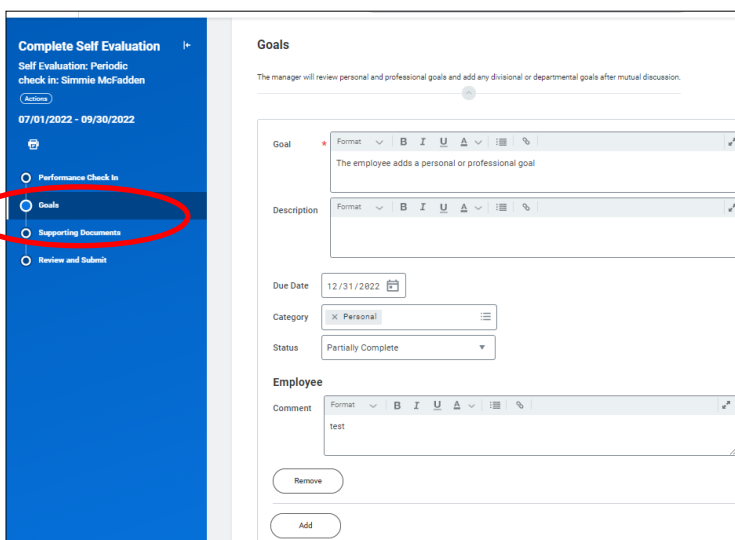 Complete Self Evaluation
Self Evaluation: Periodic
check in: Simmie McFadden
Actions
07/01/2022 - 09/30/2022
Performance Check In
Goals
Supporting Documents
Review and Submit
Goals
The manager will review personal and professional goals and add any divisional or departmental goals after mutual discussion.
Goal * Format B I U A
The employee adds a personal or professional goal
Description Format B I U A
Due Date 12/31/2022
Category × Personal
Status Partially Complete
Employee
Comment Format B I U A
test
Remove
Add